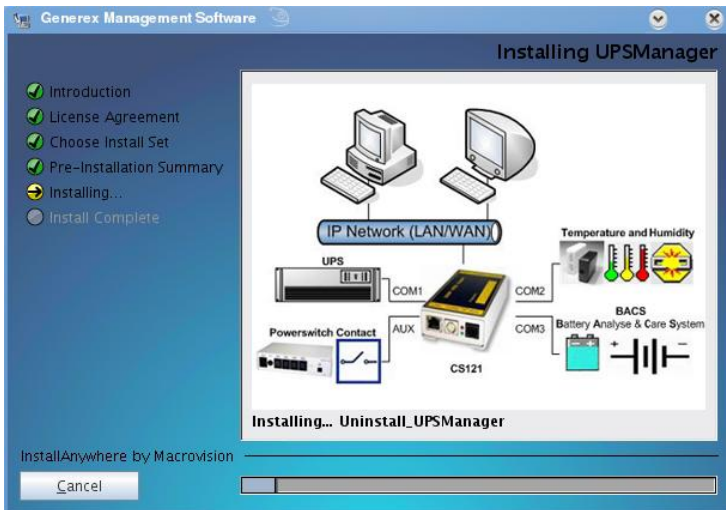 Generex Management Software
Installing UPSManager
Introduction
License Agreement
Choose Install Set
Pre-Installation Summary
Installing...
Install Complete
IP Network (LAN/WAN)
UPS
COM1
COM2
Temperature and Humidity
Powerswitch Contact
AUX
COM3
BACS
Battery Analyse & Care System
CS121
Installing... Uninstall_UPSManager
InstallAnywhere by Macrovision
Cancel